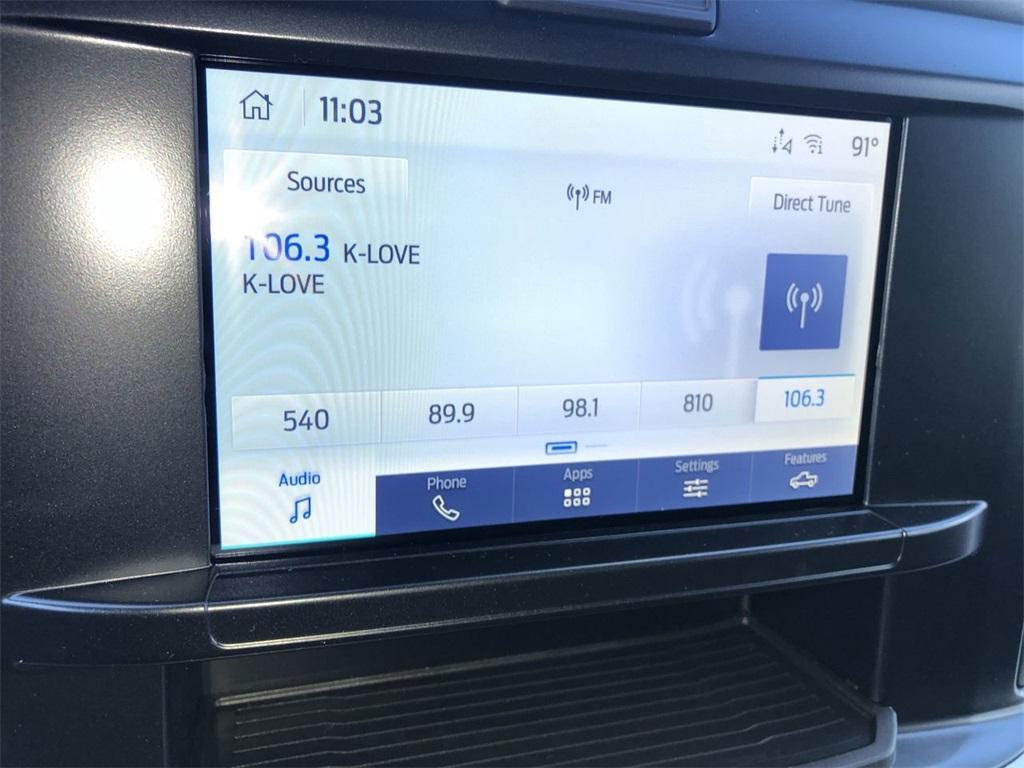 11:03
91°
Sources
FM
Direct Tune
106.3 K-LOVE
K-LOVE
540 89.9 98.1 810 106.3
Audio Phone Apps Settings Features